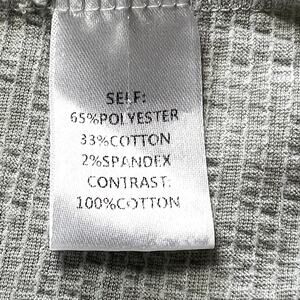 SELF:
65%POLYESTER
33%COTTON
2%SPANDEX
CONTRAST:
100%COTTON